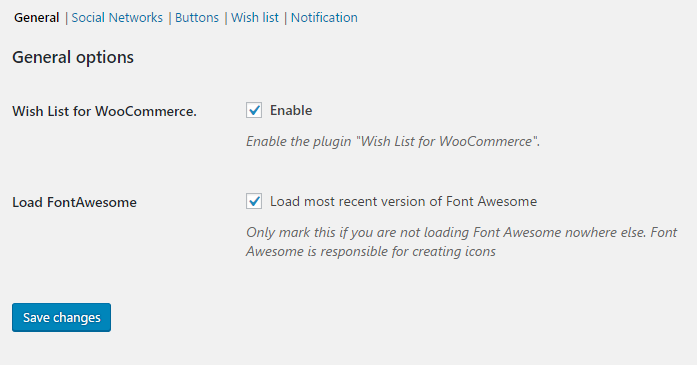 General | Social Networks | Buttons | Wish list | Notification
General options
Wish List for WooCommerce. Enable
Enable the plugin "Wish List for WooCommerce".
Load FontAwesome Load most recent version of Font Awesome
Only mark this if you are not loading Font Awesome nowhere else. Font
Awesome is responsible for creating icons
Save changes